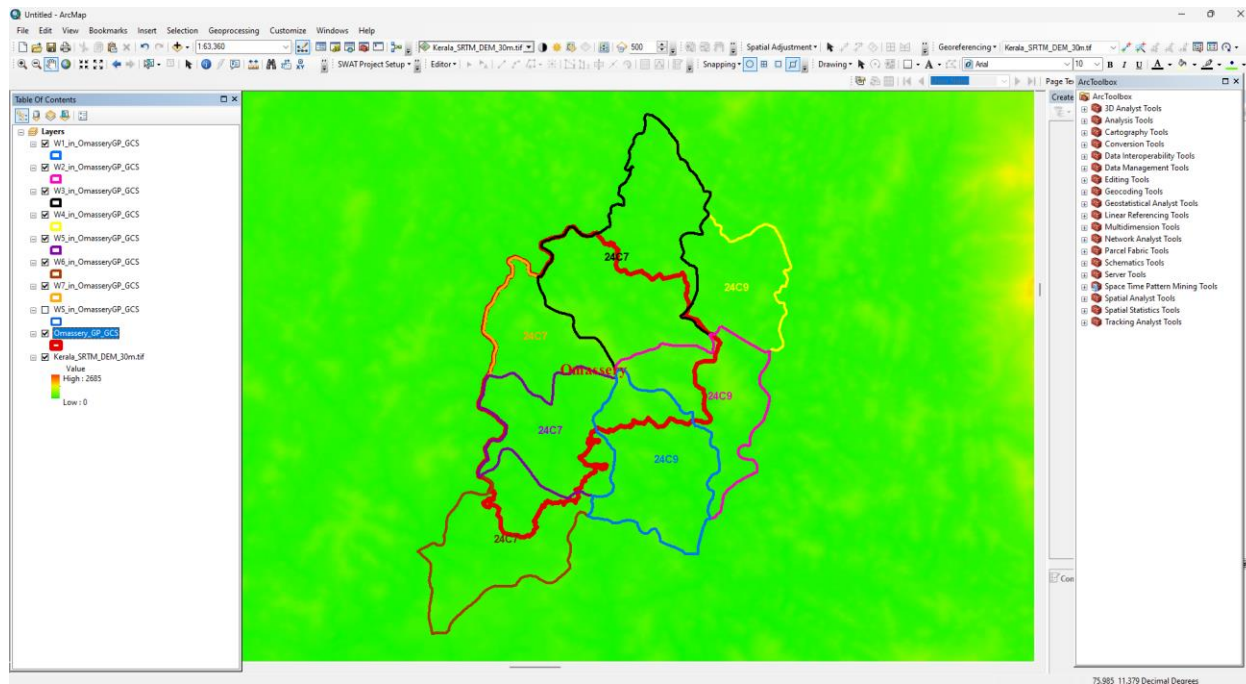 Untitled - ArcMap
File Edit View Bookmarks Insert Selection Geoprocessing Customize Windows Help
1:63,360 Kerala_SRTM_DEM_30m.tif 500 Spatial Adjustment Georeferencing Kerala_SRTM_DEM_30m.tif
SWAT Project Setup Editor Snapping Drawing Arial 10 B I U A
Page Te
Table Of Contents
Layers
W1_in_OmasseryGP_GCS
W2_in_OmasseryGP_GCS
W3_in_OmasseryGP_GCS
W4_in_OmasseryGP_GCS
W5_in_OmasseryGP_GCS
W6_in_OmasseryGP_GCS
W7_in_OmasseryGP_GCS
W5_in_OmasseryGP_GCS
Omassery_GP_GCS
Kerala_SRTM_DEM_30m.tif
Value
High : 2685
Low : 0
24C7
24C9
24C7
Omassery
24C9
24C7
24C9
24C7
Create
Con
ArcToolbox
ArcToolbox
3D Analyst Tools
Analysis Tools
Cartography Tools
Conversion Tools
Data Interoperability Tools
Data Management Tools
Editing Tools
Geocoding Tools
Geostatistical Analyst Tools
Linear Referencing Tools
Multidimension Tools
Network Analyst Tools
Parcel Fabric Tools
Schematics Tools
Server Tools
Space Time Pattern Mining Tools
Spatial Analyst Tools
Spatial Statistics Tools
Tracking Analyst Tools
75.985 11.379 Decimal Degrees